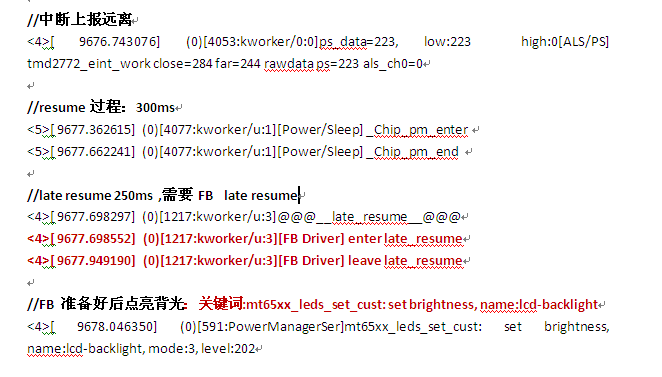 //中断上报远离
<4>[ 9676.743076] (0)[4053:kworker/0:0]ps_data=223, low:223 high:0[ALS/PS]
tmd2772_eint_work close=284 far=244 rawdata ps=223 als_ch0=0
//resume 过程：300ms
<5>[ 9677.362615] (0)[4077:kworker/u:1][Power/Sleep] _Chip_pm_enter
<5>[ 9677.662241] (0)[4077:kworker/u:1][Power/Sleep] _Chip_pm_end
//late resume 250ms ,需要 FB late resume
<4>[ 9677.698297] (0)[1217:kworker/u:3]@@@__late_resume__@@@
<4>[ 9677.698552] (0)[1217:kworker/u:3][FB Driver] enter late_resume
<4>[ 9677.949190] (0)[1217:kworker/u:3][FB Driver] leave late_resume
//FB 准备好后点亮背光：关键词:mt65xx_leds_set_cust: set brightness, name:lcd-backlight
<4>[ 9678.046350] (0)[591:PowerManagerSer]mt65xx_leds_set_cust: set brightness,
name:lcd-backlight, mode:3, level:202